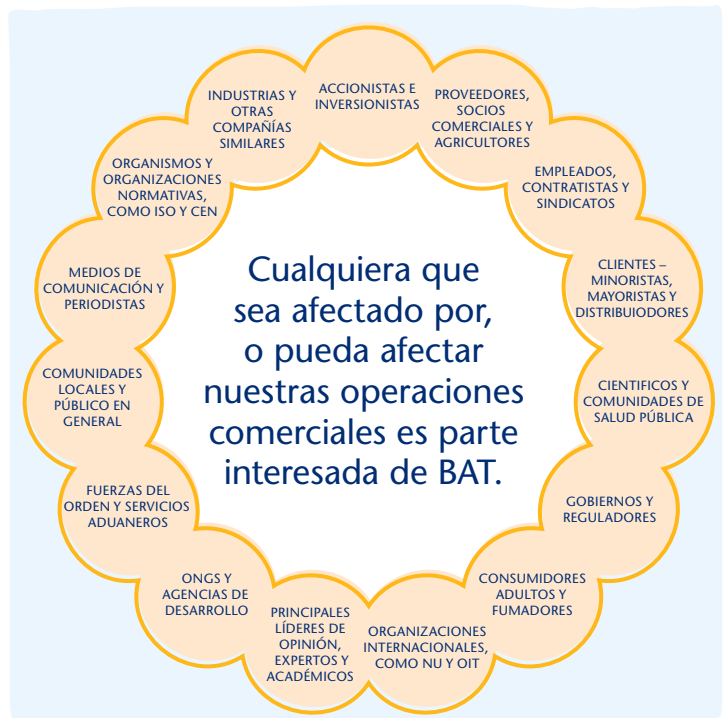 ACCIONISTAS E
INVERSIONISTAS
PROVEEDORES,
SOCIOS
COMERCIALES Y
AGRICULTORES
EMPLEADOS,
CONTRATISTAS Y
SINDICATOS
CLIENTES –
MINORISTAS,
MAYORISTAS Y
DISTRIBUIODORES
CIENTIFICOS Y
COMUNIDADES DE
SALUD PÚBLICA
GOBIERNOS Y
REGULADORES
CONSUMIDORES
ADULTOS Y
FUMADORES
ORGANIZACIONES
INTERNACIONALES,
COMO NU Y OIT
PRINCIPALES
LÍDERES DE
OPINIÓN,
EXPERTOS Y
ACADÉMICOS
ONGS Y
AGENCIAS DE
DESARROLLO
FUERZAS DEL
ORDEN Y SERVICIOS
ADUANEROS
COMUNIDADES
LOCALES Y
PÚBLICO EN
GENERAL
MEDIOS DE
COMUNICACIÓN Y
PERIODISTAS
ORGANISMOS Y
ORGANIZACIONES
NORMATIVAS,
COMO ISO Y CEN
INDUSTRIAS Y
OTRAS
COMPAÑÍAS
SIMILARES
Cualquiera que
sea afectado por,
o pueda afectar
nuestras operaciones
comerciales es parte
interesada de BAT.